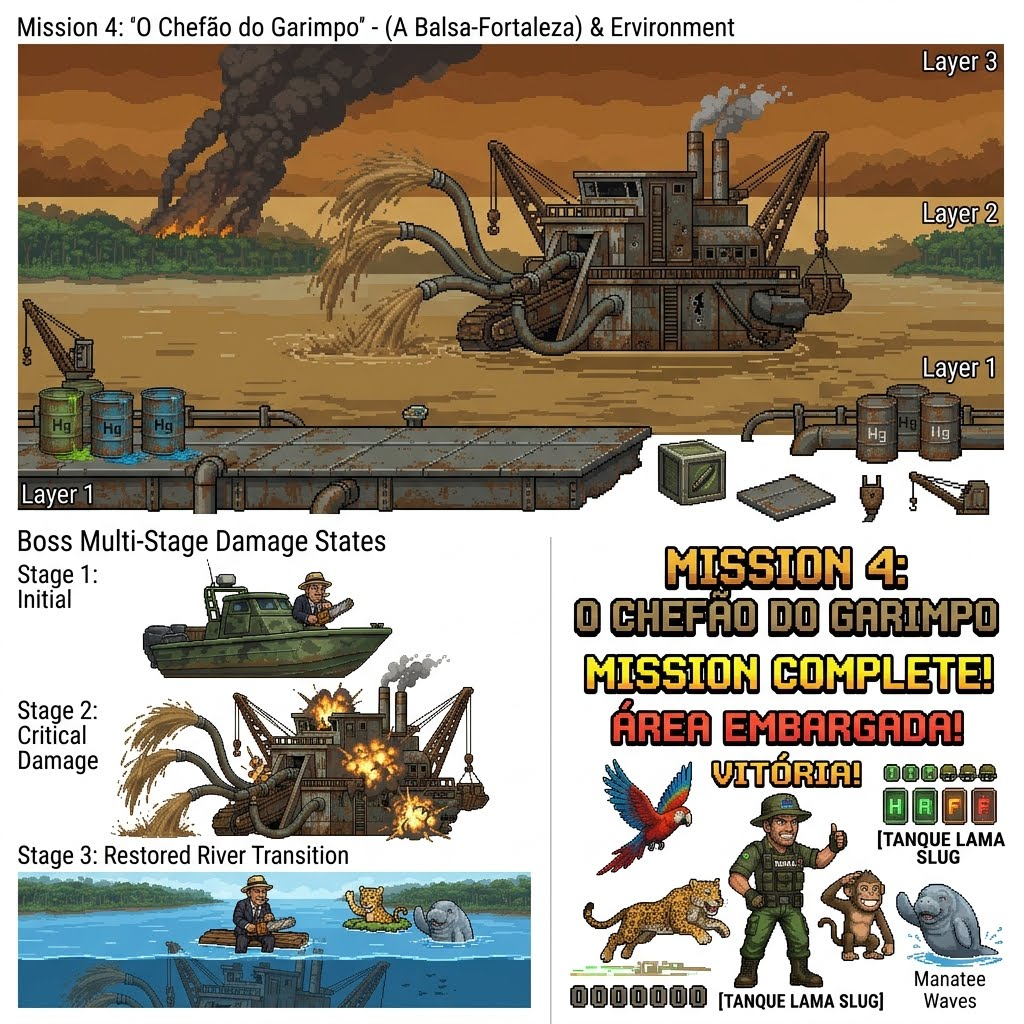 Mission 4: "O Chefão do Garimpo" - (A Balsa-Fortaleza) & Ervironment
Layer 3
Layer 2
Layer 1
Hg
Hg
Hg
Hg
Hg
Hg
Layer 1
Boss Multi-Stage Damage States
Stage 1:
Initial
Stage 2:
Critical
Damage
Stage 3: Restored River Transition
MISSION 4:
O CHEFÃO DO GARIMPO
MISSION COMPLETE!
ÁREA EMBARGADA!
VITÓRIA!
H A F F
[TANQUE LAMA
SLUG
0000000
[TANQUE LAMA SLUG]
Manatee
Waves